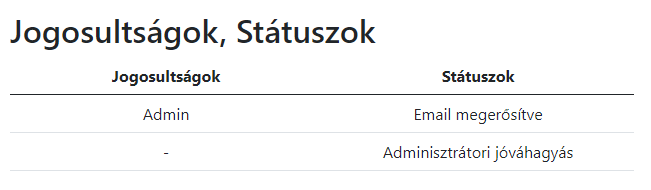 Jogosultságok, Státuszok
Jogosultságok Státuszok
Admin Email megerősítve
- Adminisztrátori jóváhagyás